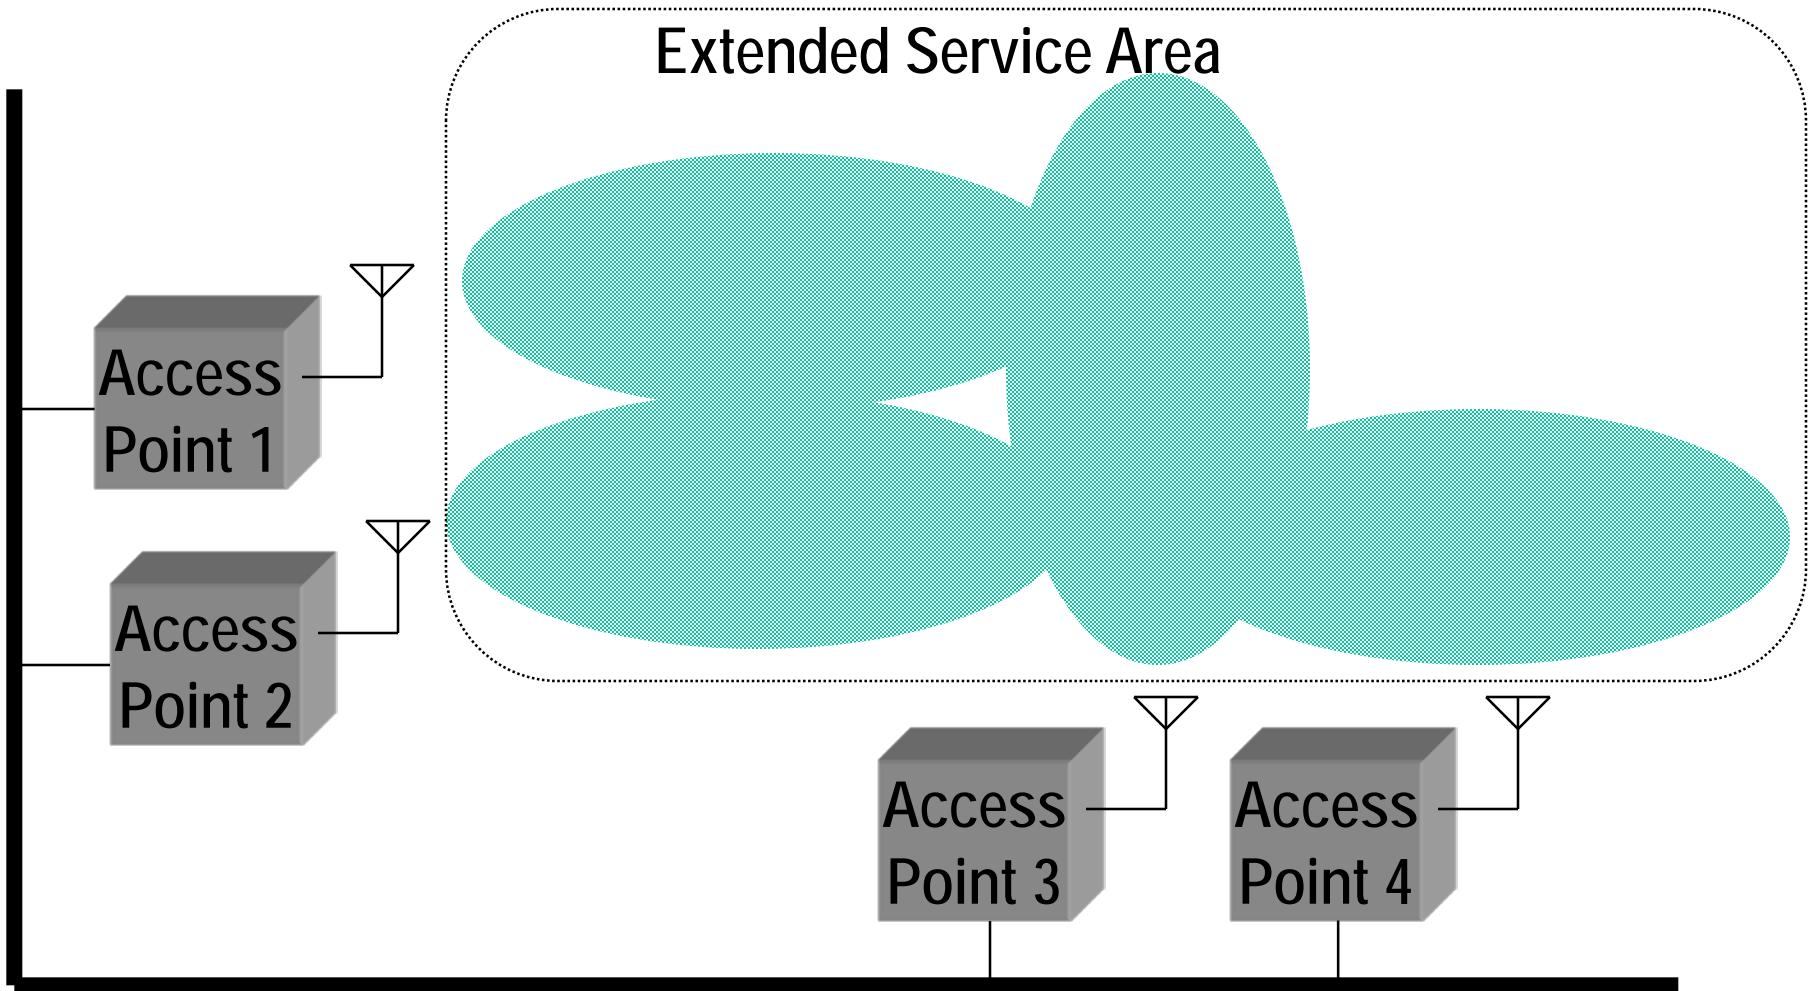 Extended Service Area
Access
Point 1
Access
Point 2
Access
Point 3
Access
Point 4